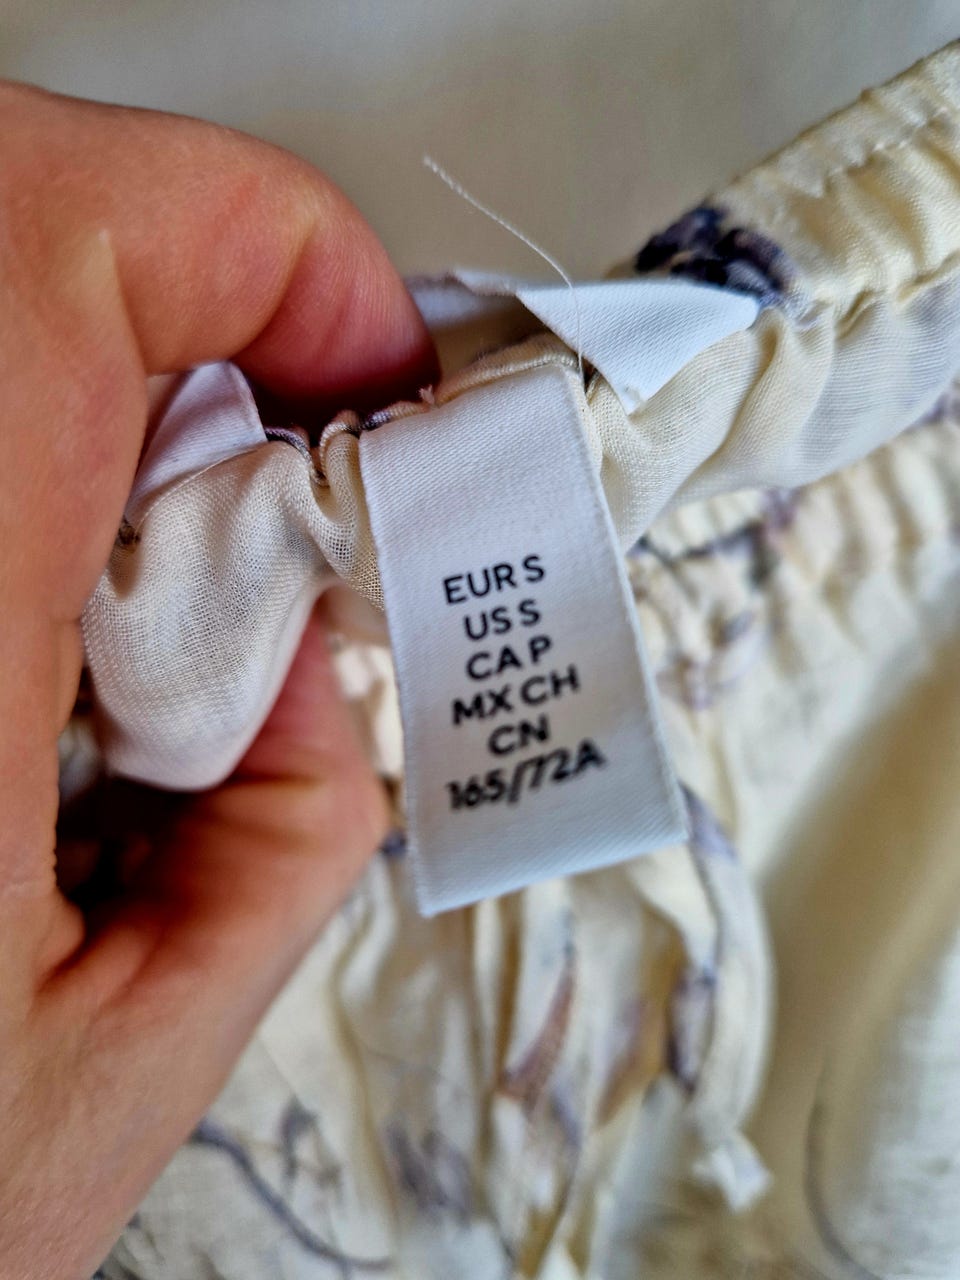 EUR S
US S
CA P
MX CH
CN
165/72A